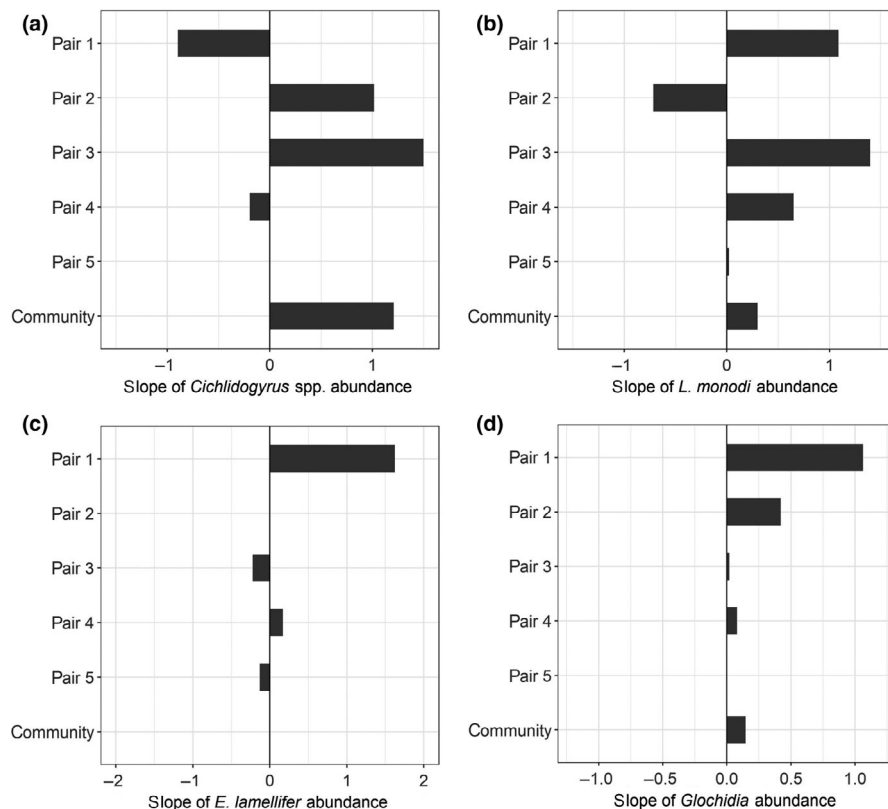 (a)
Pair 1
Pair 2
Pair 3
Pair 4
Pair 5
Community
−1 0 1
Slope of Cichlidogyrus spp. abundance
(b)
Pair 1
Pair 2
Pair 3
Pair 4
Pair 5
Community
−1 0 1
Slope of L. monodi abundance
(c)
Pair 1
Pair 2
Pair 3
Pair 4
Pair 5
Community
−2 −1 0 1 2
Slope of E. lamellifer abundance
(d)
Pair 1
Pair 2
Pair 3
Pair 4
Pair 5
Community
−1.0 −0.5 0.0 0.5 1.0
Slope of Glochidia abundance